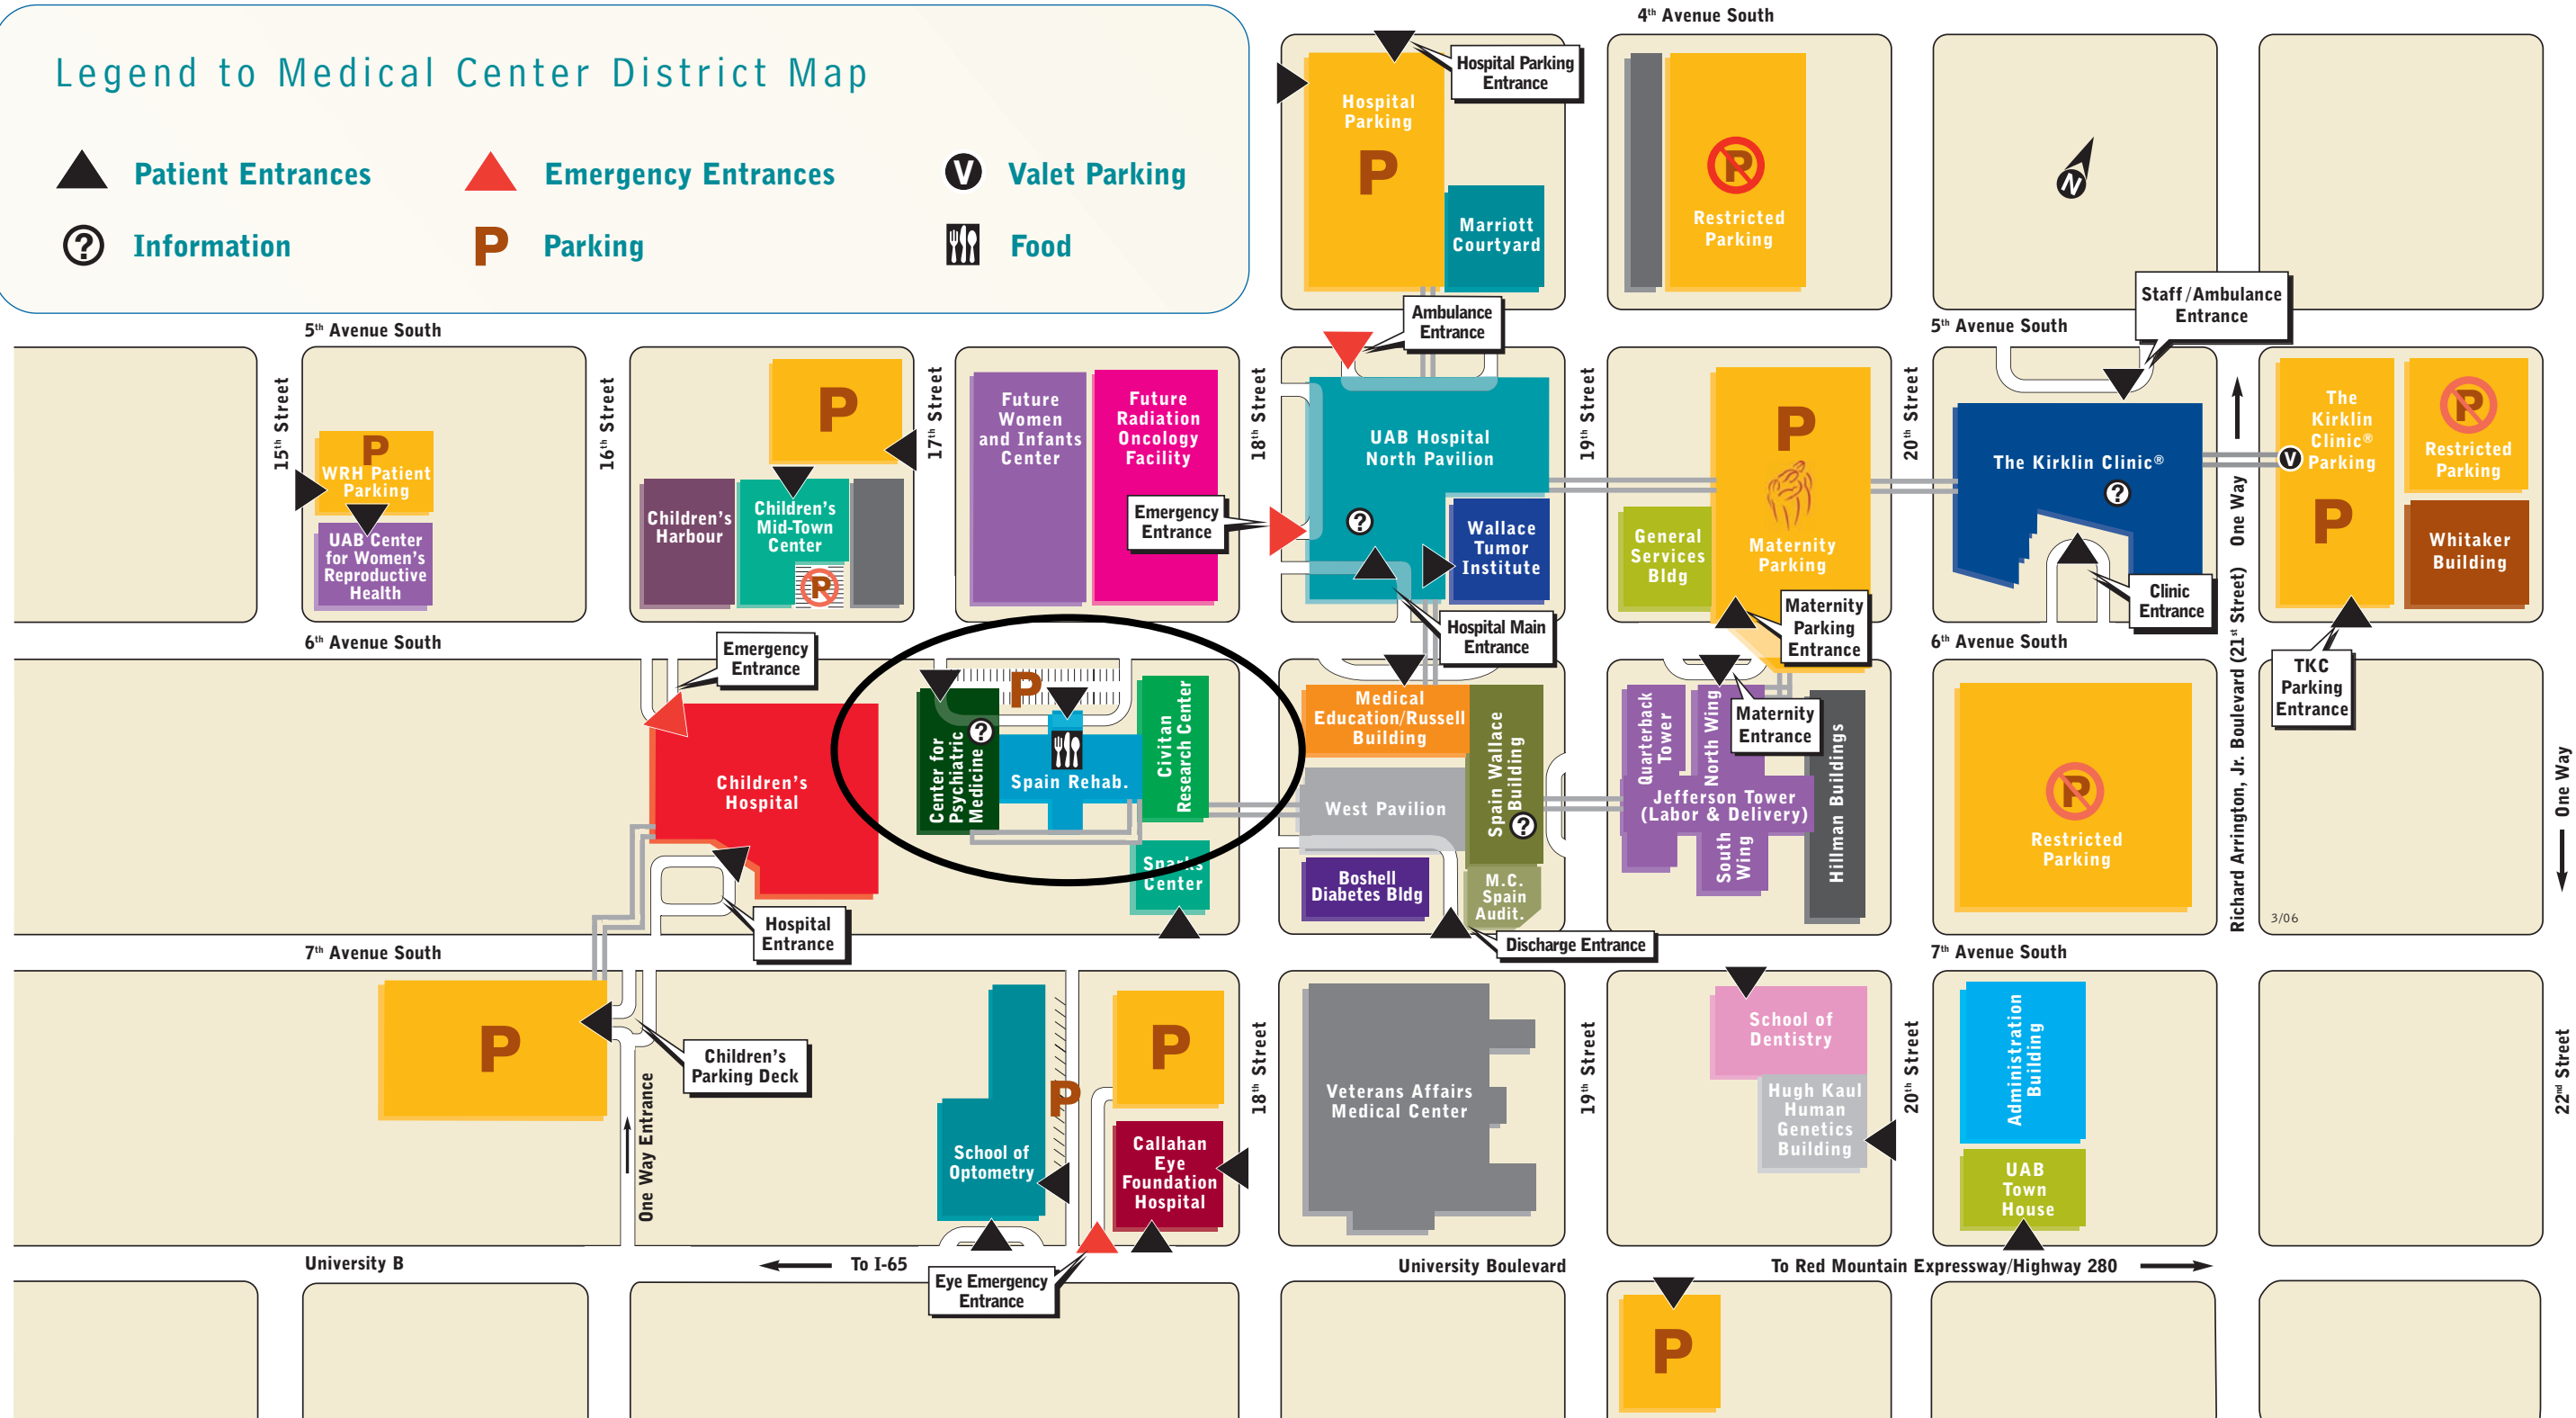 Legend to Medical Center District Map
Patient Entrances
Emergency Entrances
V
Valet Parking
?
Information
P
Parking
Food
4th Avenue South
Hospital Parking
Entrance
Hospital
Parking
P
Marriott
Courtyard
P
Restricted
Parking
N
Staff/Ambulance
Entrance
Ambulance
Entrance
5th Avenue South
5th Avenue South
15th Street
16th Street
17th Street
18th Street
19th Street
20th Street
P
WRH Patient
Parking
UAB Center
for Women's
Reproductive
Health
P
Children's
Harbour
Children's
Mid-Town
Center
P
Future
Women
and Infants
Center
Future
Radiation
Oncology
Facility
Emergency
Entrance
UAB Hospital
North Pavilion
?
Wallace
Tumor
Institute
Hospital Main
Entrance
P
General
Services
Bldg
Maternity
Parking
Maternity
Parking
Entrance
The Kirklin Clinic®
?
Clinic
Entrance
Richard Arrington, Jr. Boulevard (21st Street) One Way
V
The
Kirklin
Clinic®
Parking
P
P
Restricted
Parking
Whitaker
Building
TKC
Parking
Entrance
6th Avenue South
6th Avenue South
Emergency
Entrance
Children's
Hospital
Hospital
Entrance
P
Center for
Psychiatric
Medicine
?
Spain Rehab.
Civitan
Research Center
Sparks
Center
Medical
Education/Russell
Building
West Pavilion
Spain Wallace
Building
?
Boshell
Diabetes Bldg
M.C.
Spain
Audit.
Discharge Entrance
Quarterback
Tower
North Wing
Maternity
Entrance
Jefferson Tower
(Labor & Delivery)
South
Wing
Hillman Buildings
P
Restricted
Parking
One Way
3/06
7th Avenue South
7th Avenue South
P
Children's
Parking Deck
One Way Entrance
School of
Optometry
P
P
Callahan
Eye
Foundation
Hospital
18th Street
Veterans Affairs
Medical Center
19th Street
School of
Dentistry
Hugh Kaul
Human
Genetics
Building
20th Street
Administration
Building
UAB
Town
House
22nd Street
University B
To I-65
Eye Emergency
Entrance
University Boulevard
To Red Mountain Expressway/Highway 280
P